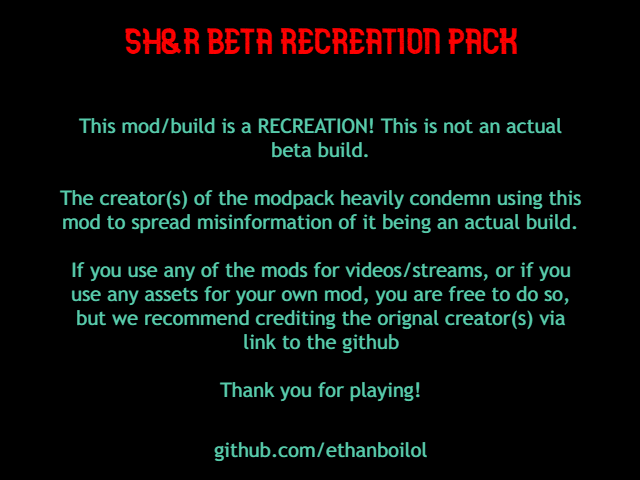 SH&R BETA RECREATION PACK
This mod/build is a RECREATION! This is not an actual
beta build.
The creator(s) of the modpack heavily condemn using this
mod to spread misinformation of it being an actual build.
If you use any of the mods for videos/streams, or if you
use any assets for your own mod, you are free to do so,
but we recommend crediting the orignal creator(s) via
link to the github
Thank you for playing!
github.com/ethanboilol